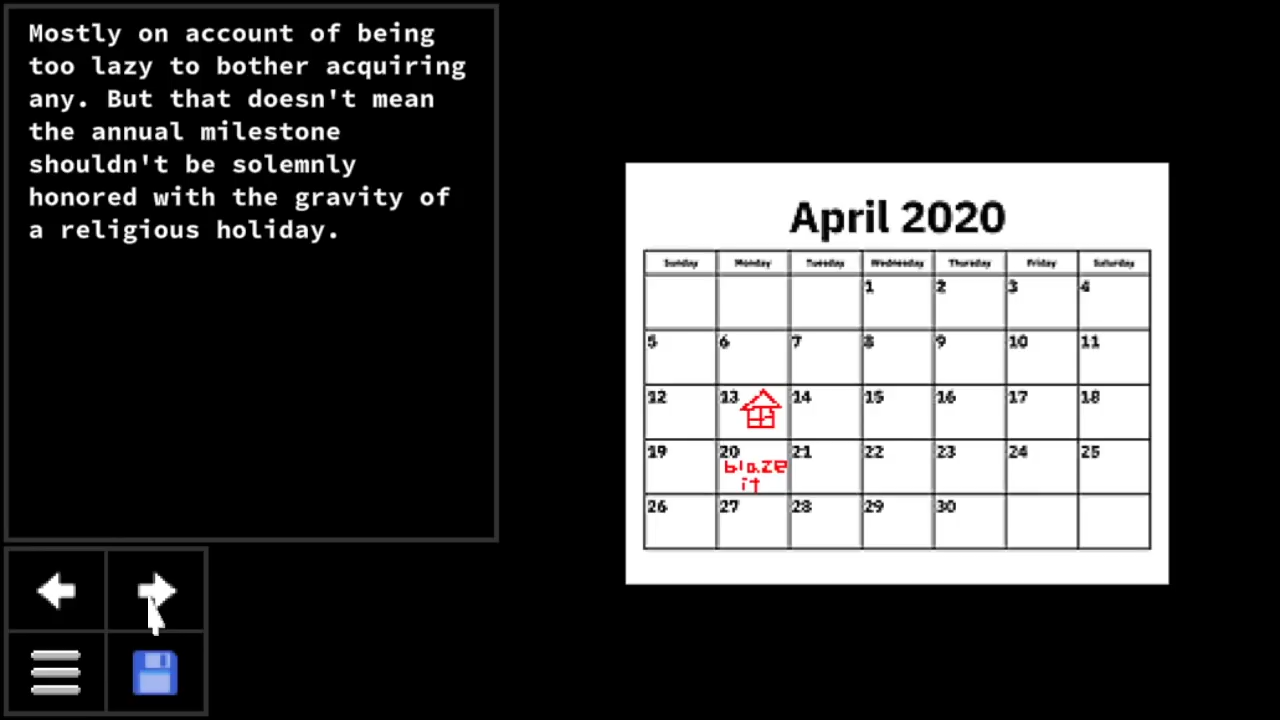 Mostly on account of being
too lazy to bother acquiring
any. But that doesn't mean
the annual milestone
shouldn't be solemnly
honored with the gravity of
a religious holiday.
April 2020
Sunday Monday Tuesday Wednesday Thursday Friday Saturday
1 2 3 4
5 6 7 8 9 10 11
12 13 14 15 16 17 18
19 20 21 22 23 24 25
blaze
it
26 27 28 29 30